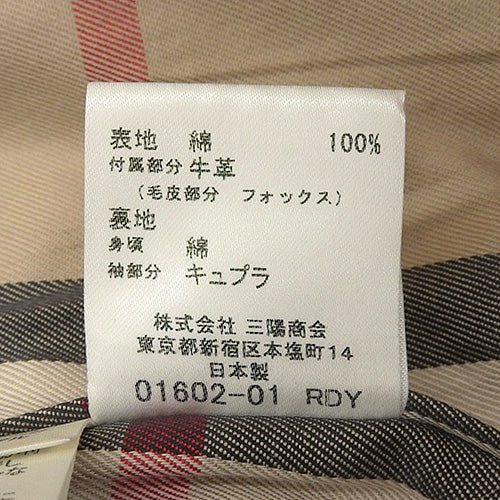 表地 綿 100%
付属部分 牛革
(毛皮部分 フォックス)
裏地
身頃 綿
袖部分 キュプラ
株式会社 三陽商会
東京都新宿区本塩町14
日本製
01602-01 RDY